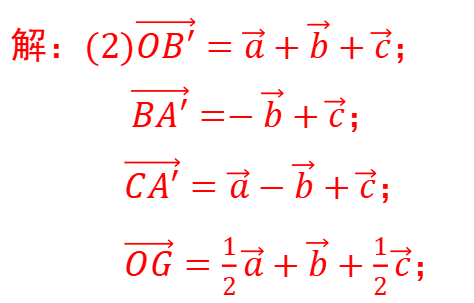 解：(2)$\overrightarrow{OB'} = \vec{a} + \vec{b} + \vec{c}$；
$\overrightarrow{BA'} = -\vec{b} + \vec{c}$；
$\overrightarrow{CA'} = \vec{a} - \vec{b} + \vec{c}$；
$\overrightarrow{OG} = \frac{1}{2}\vec{a} + \vec{b} + \frac{1}{2}\vec{c}$；